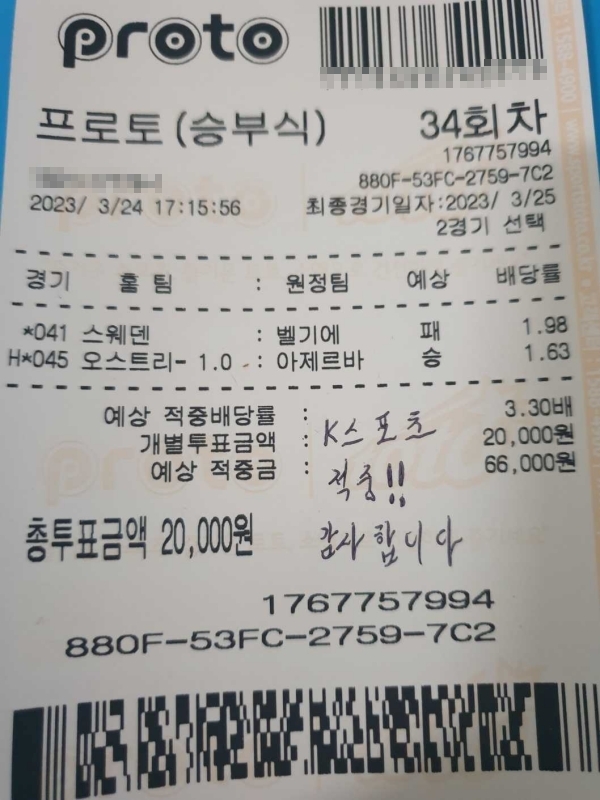 proto
프로토(승부식) 34회차
1767757994
880F-53FC-2759-7C2
2023/ 3/24 17:15:56 최종경기일자:2023/ 3/25
2경기 선택
경기 홈팀 : 원정팀 예상 배당률
*041 스웨덴 : 벨기에 패 1.98
H*045 오스트리- 1.0 : 아제르바 승 1.63
예상 적중배당률 : 3.30배
개별투표금액 : 20,000원
예상 적중금 : 66,000원
K스포츠
적중!!
감사합니다
총투표금액 20,000원
1767757994
880F-53FC-2759-7C2